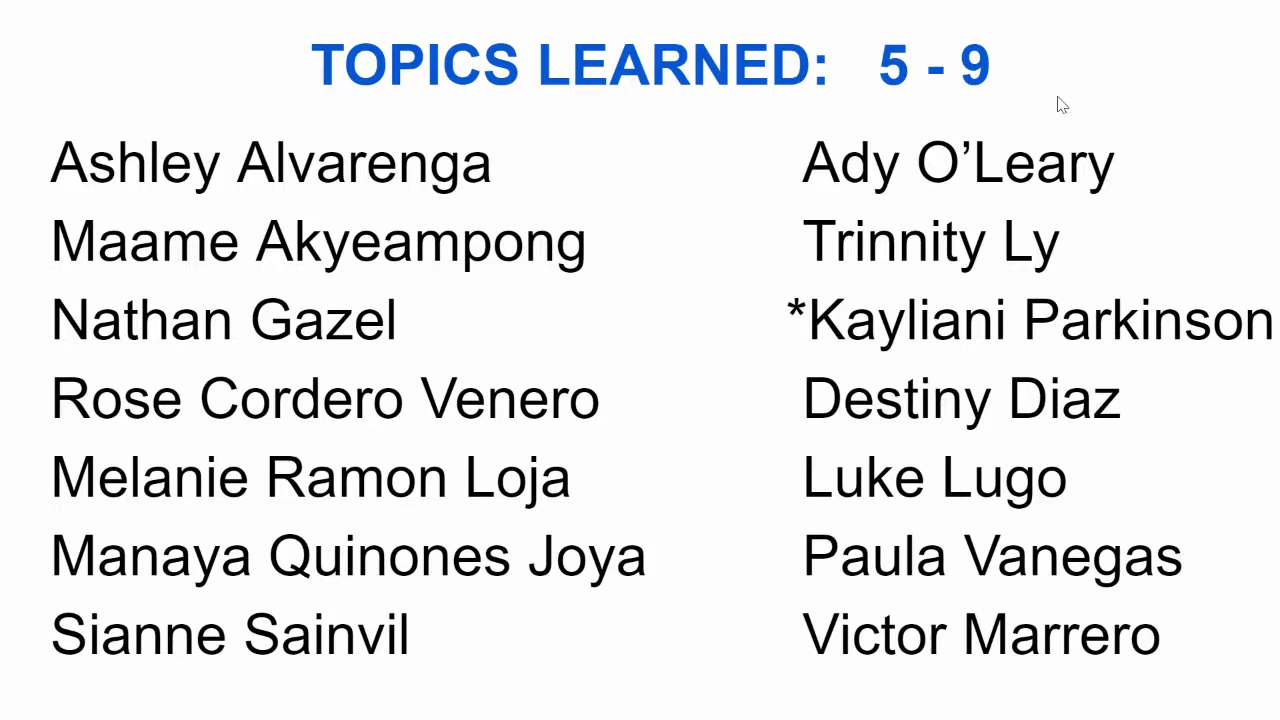 TOPICS LEARNED: 5 - 9
Ashley Alvarenga
Maame Akyeampong
Nathan Gazel
Rose Cordero Venero
Melanie Ramon Loja
Manaya Quinones Joya
Sianne Sainvil
Ady O’Leary
Trinnity Ly
*Kayliani Parkinson
Destiny Diaz
Luke Lugo
Paula Vanegas
Victor Marrero